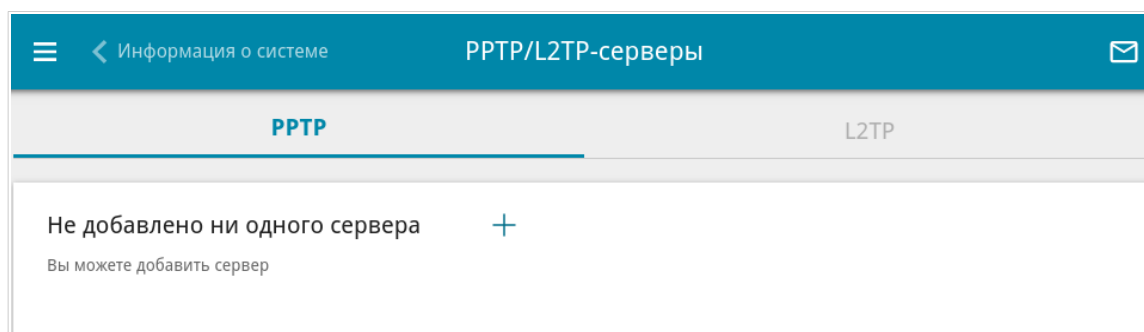 Информация о системе
PPTP/L2TP-серверы
PPTP
L2TP
Не добавлено ни одного сервера
Вы можете добавить сервер